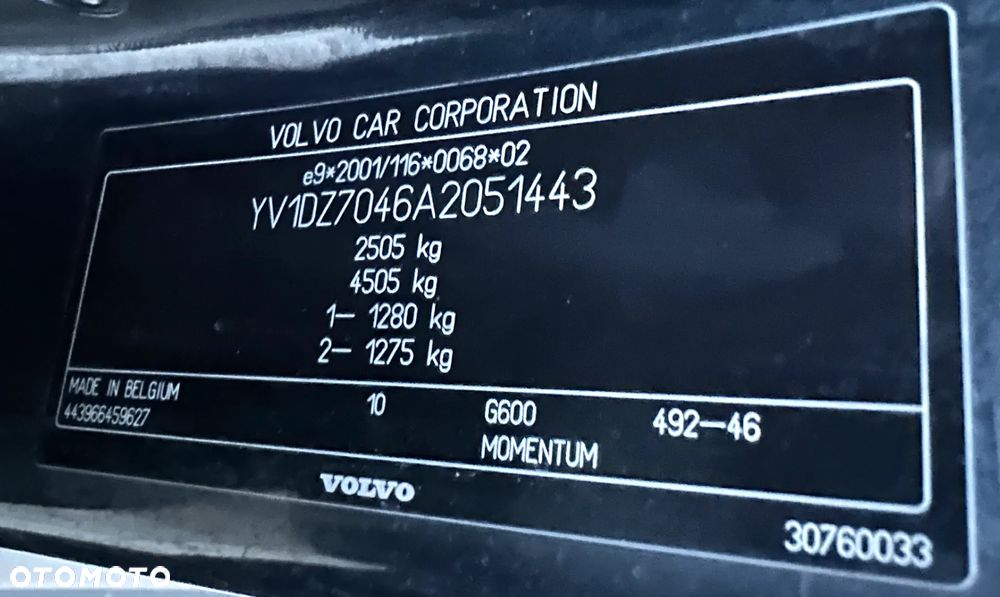 VOLVO CAR CORPORATION
e9*2001/116*0068*02
YV1DZ7046A2051443
2505 kg
4505 kg
1— 1280 kg
2— 1275 kg
MADE IN BELGIUM
443966459627
10
G600
MOMENTUM
492—46
VOLVO
30760033
OTOMOTO